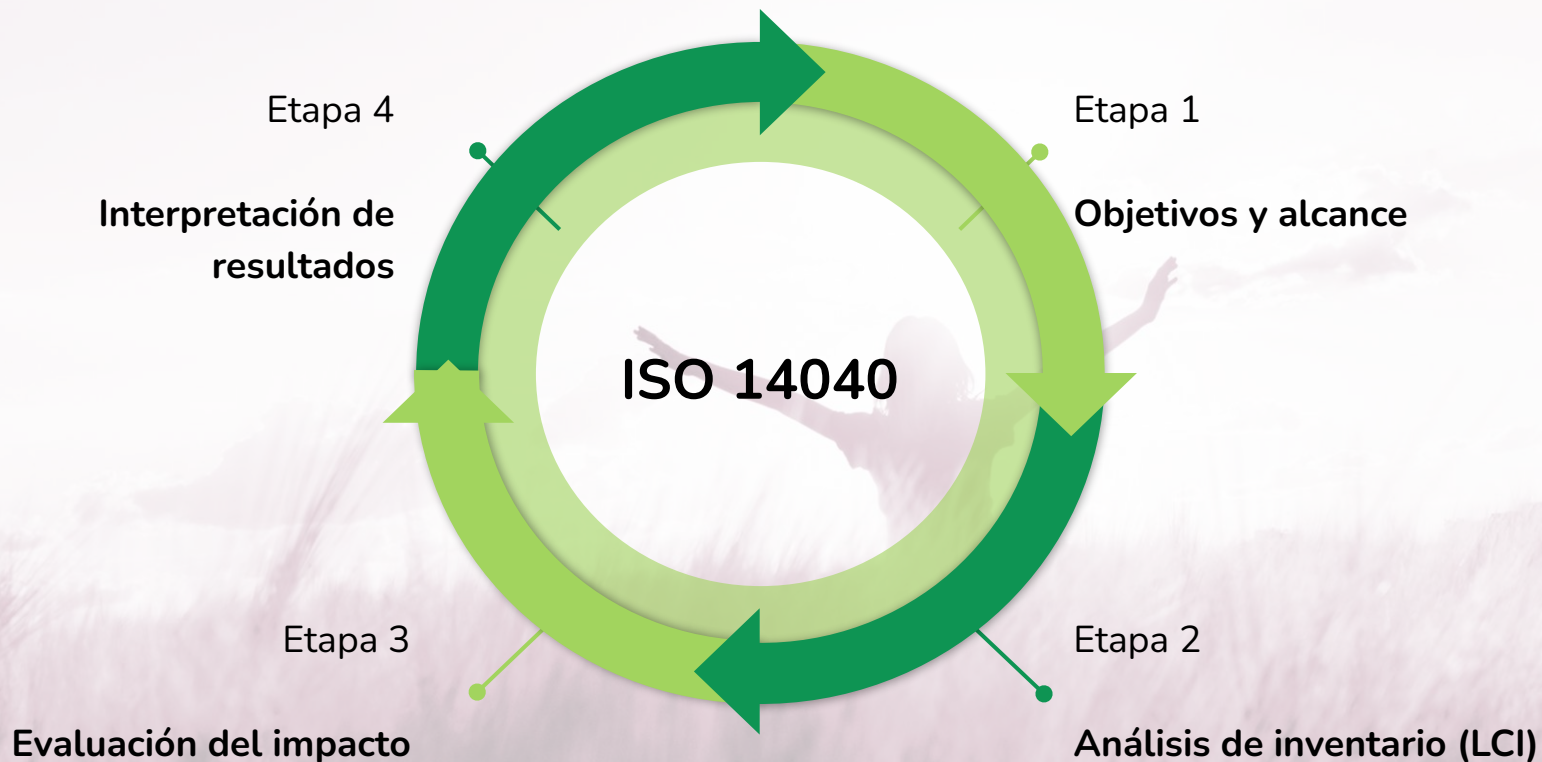 Etapa 4
Interpretación de
resultados
Etapa 1
Objetivos y alcance
ISO 14040
Etapa 3
Evaluación del impacto
Etapa 2
Análisis de inventario (LCI)